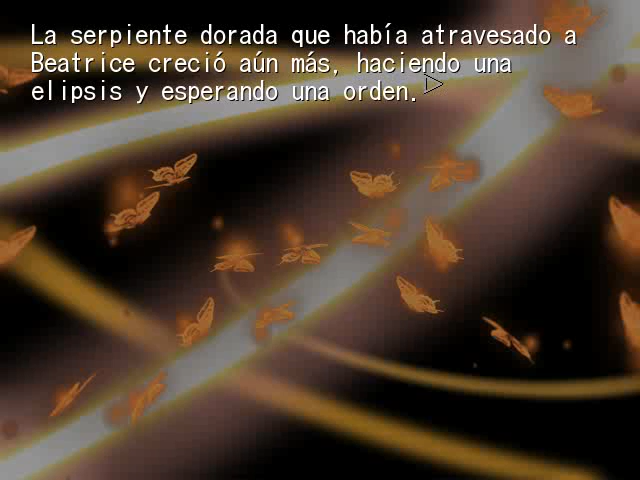 La serpiente dorada que había atravesado a
Beatrice creció aún más, haciendo una
elipsis y esperando una orden.